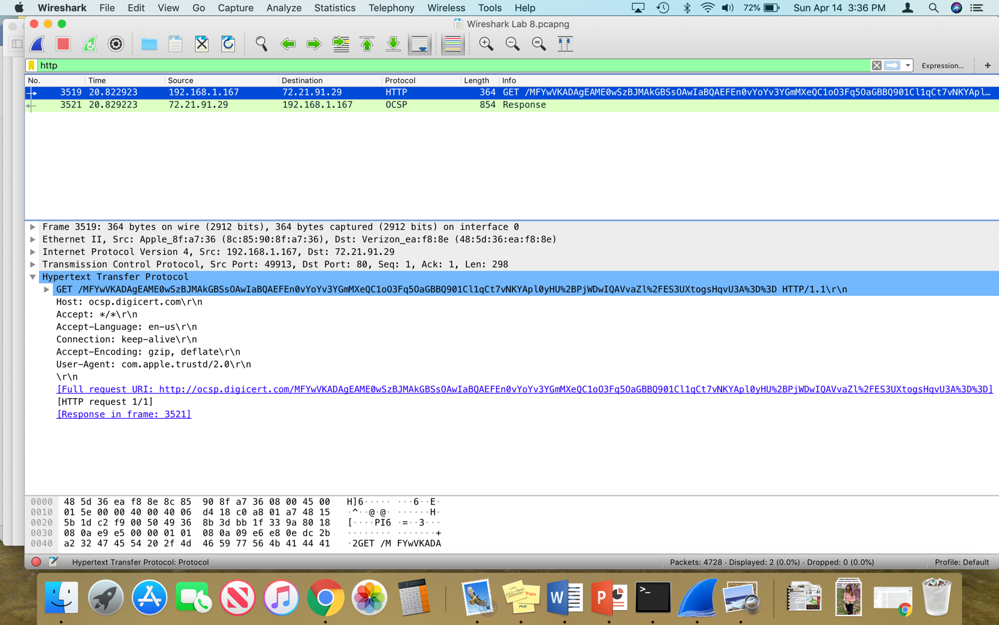 Wireshark File Edit View Go Capture Analyze Statistics Telephony Wireless Tools Help 72% Sun Apr 14 3:36 PM
Wireshark Lab 8.pcapng
http Expression... +
No. Time Source Destination Protocol Length Info
3519 20.822923 192.168.1.167 72.21.91.29 HTTP 364 GET /MFYwVKADAgEAME0wSzBJMAkGBSsOAwIaBQAEFEn0vYoYv3YGmMXeQC1oO3Fq5OaGBBQ901Cl1qCt7vNKYApl…
3521 20.829223 72.21.91.29 192.168.1.167 OCSP 854 Response
Frame 3519: 364 bytes on wire (2912 bits), 364 bytes captured (2912 bits) on interface 0
Ethernet II, Src: Apple_8f:a7:36 (8c:85:90:8f:a7:36), Dst: Verizon_ea:f8:8e (48:5d:36:ea:f8:8e)
Internet Protocol Version 4, Src: 192.168.1.167, Dst: 72.21.91.29
Transmission Control Protocol, Src Port: 49913, Dst Port: 80, Seq: 1, Ack: 1, Len: 298
Hypertext Transfer Protocol
GET /MFYwVKADAgEAME0wSzBJMAkGBSsOAwIaBQAEFEn0vYoYv3YGmMXeQC1oO3Fq5OaGBBQ901Cl1qCt7vNKYApl0yHU%2BPjWDwIQAVvaZl%2FES3UXtogsHqvU3A%3D%3D HTTP/1.1\r\n
Host: ocsp.digicert.com\r\n
Accept: */*\r\n
Accept-Language: en-us\r\n
Connection: keep-alive\r\n
Accept-Encoding: gzip, deflate\r\n
User-Agent: com.apple.trustd/2.0\r\n
\r\n
[Full request URI: http://ocsp.digicert.com/MFYwVKADAgEAME0wSzBJMAkGBSsOAwIaBQAEFEn0vYoYv3YGmMXeQC1oO3Fq5OaGBBQ901Cl1qCt7vNKYApl0yHU%2BPjWDwIQAVvaZl%2FES3UXtogsHqvU3A%3D%3D]
[HTTP request 1/1]
[Response in frame: 3521]
0000 48 5d 36 ea f8 8e 8c 85 90 8f a7 36 08 00 45 00 H]6····· ···6··E·
0010 01 5e 00 00 40 00 40 06 d4 18 c0 a8 01 a7 48 15 ·^··@·@· ······H·
0020 5b 1d c2 f9 00 50 49 36 8b 3d bb 1f 33 9a 80 18 [····PI6 ·=··3···
0030 08 0a e9 e5 00 00 01 01 08 0a 09 e6 e8 0e dc 2b ········ ·······+
0040 a2 32 47 45 54 20 2f 4d 46 59 77 56 4b 41 44 41 ·2GET /M FYwVKADA
Hypertext Transfer Protocol: Protocol Packets: 4728 · Displayed: 2 (0.0%) · Dropped: 0 (0.0%) Profile: Default
3.141593
555-7361
EGGS
Milk
W
P
>_